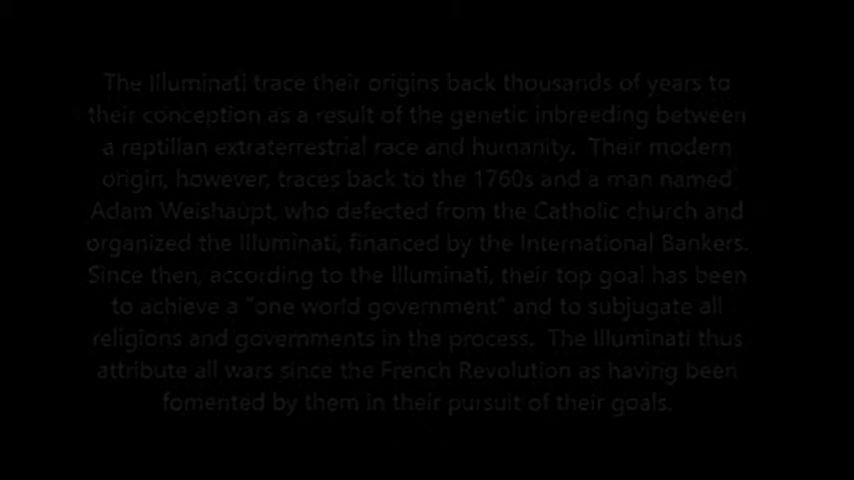 The Illuminati trace their origins back thousands of years to
their conception as a result of the genetic inbreeding between
a reptilian extraterrestrial race and humanity.  Their modern
origin, however, traces back to the 1760s and a man named
Adam Weishaupt, who defected from the Catholic church and
organized the Illuminati, financed by the International Bankers.
Since then, according to the Illuminati, their top goal has been
to achieve a "one world government" and to subjugate all
religions and governments in the process.  The Illuminati thus
attribute all wars since the French Revolution as having been
fomented by them in their pursuit of their goals.